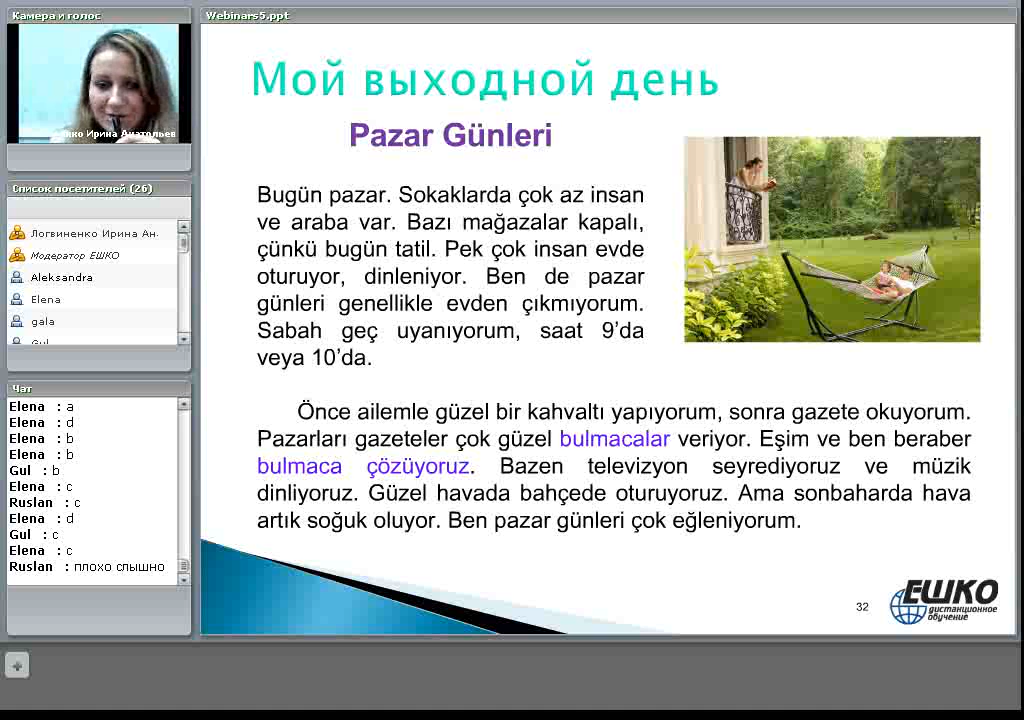 Камера и голос
Ирина Анатольев
Список посетителей (26)
Логвиненко Ирина Ан.
Модератор ЕШКО
Aleksandra
Elena
gala
Gul
Чат
Elena : a
Elena : d
Elena : b
Elena : b
Gul : b
Elena : c
Ruslan : c
Elena : d
Gul : c
Elena : c
Ruslan : плохо слышно
Webinars5.ppt
Мой выходной день
Pazar Günleri
Bugün pazar. Sokaklarda çok az insan
ve araba var. Bazı mağazalar kapalı,
çünkü bugün tatil. Pek çok insan evde
oturuyor, dinleniyor. Ben de pazar
günleri genellikle evden çıkmıyorum.
Sabah geç uyanıyorum, saat 9'da
veya 10'da.
Önce ailemle güzel bir kahvaltı yapıyorum, sonra gazete okuyorum.
Pazarları gazeteler çok güzel bulmacalar veriyor. Eşim ve ben beraber
bulmaca çözüyoruz. Bazen televizyon seyrediyoruz ve müzik
dinliyoruz. Güzel havada bahçede oturuyoruz. Ama sonbaharda hava
artık soğuk oluyor. Ben pazar günleri çok eğleniyorum.
32
ЕШКО
дистанционное
обучение